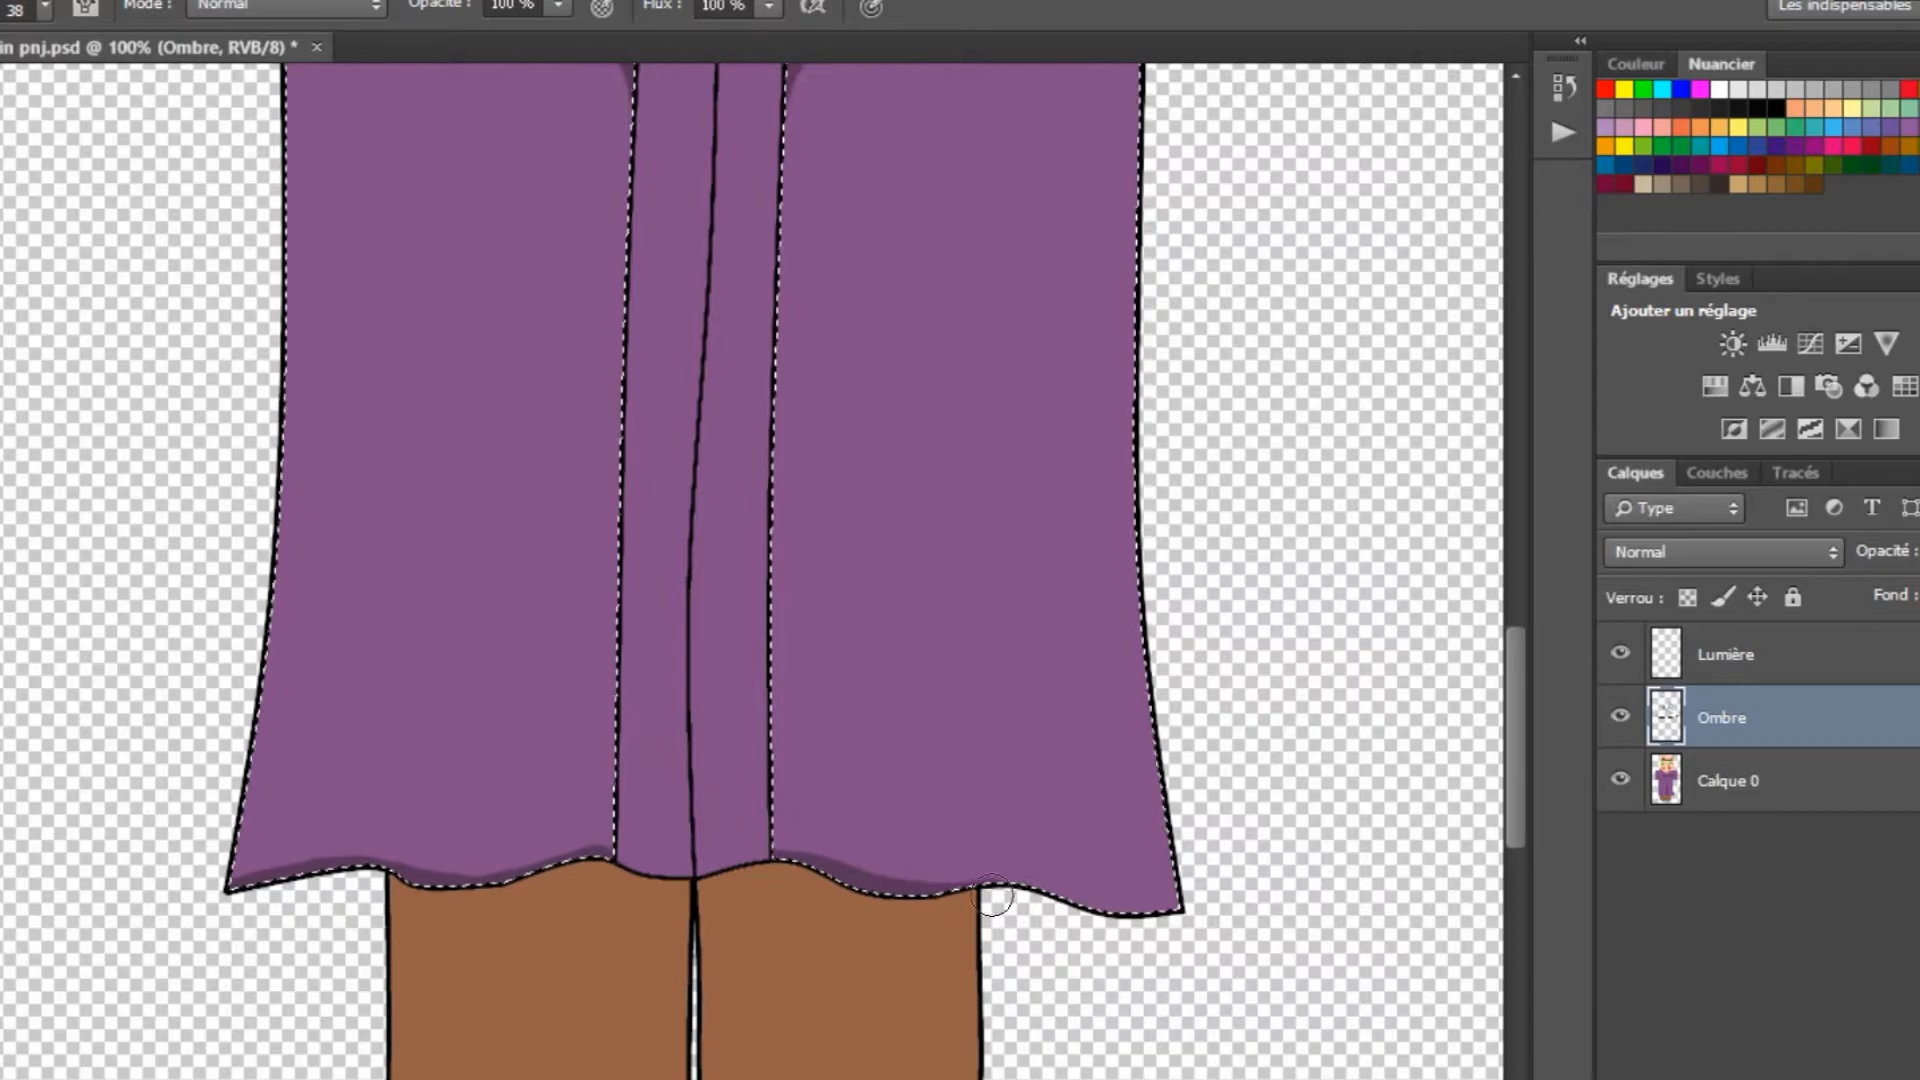 38 Mode : Normal Opacité : 100 % Flux : 100 % Les indispensables
in pnj.psd @ 100% (Ombre, RVB/8) * ×
Couleur Nuancier
Réglages Styles
Ajouter un réglage
Calques Couches Tracés
Type T
Normal Opacité :
Verrou : Fond :
Lumière
Ombre
Calque 0